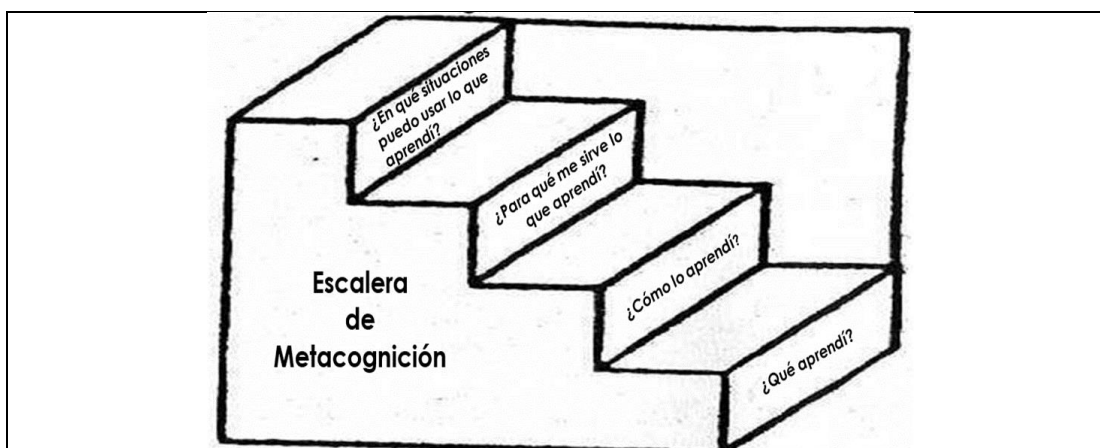 ¿En qué situaciones
puedo usar lo que
aprendí?
¿Para qué me sirve lo
que aprendí?
¿Cómo lo aprendí?
¿Qué aprendí?
Escalera
de
Metacognición